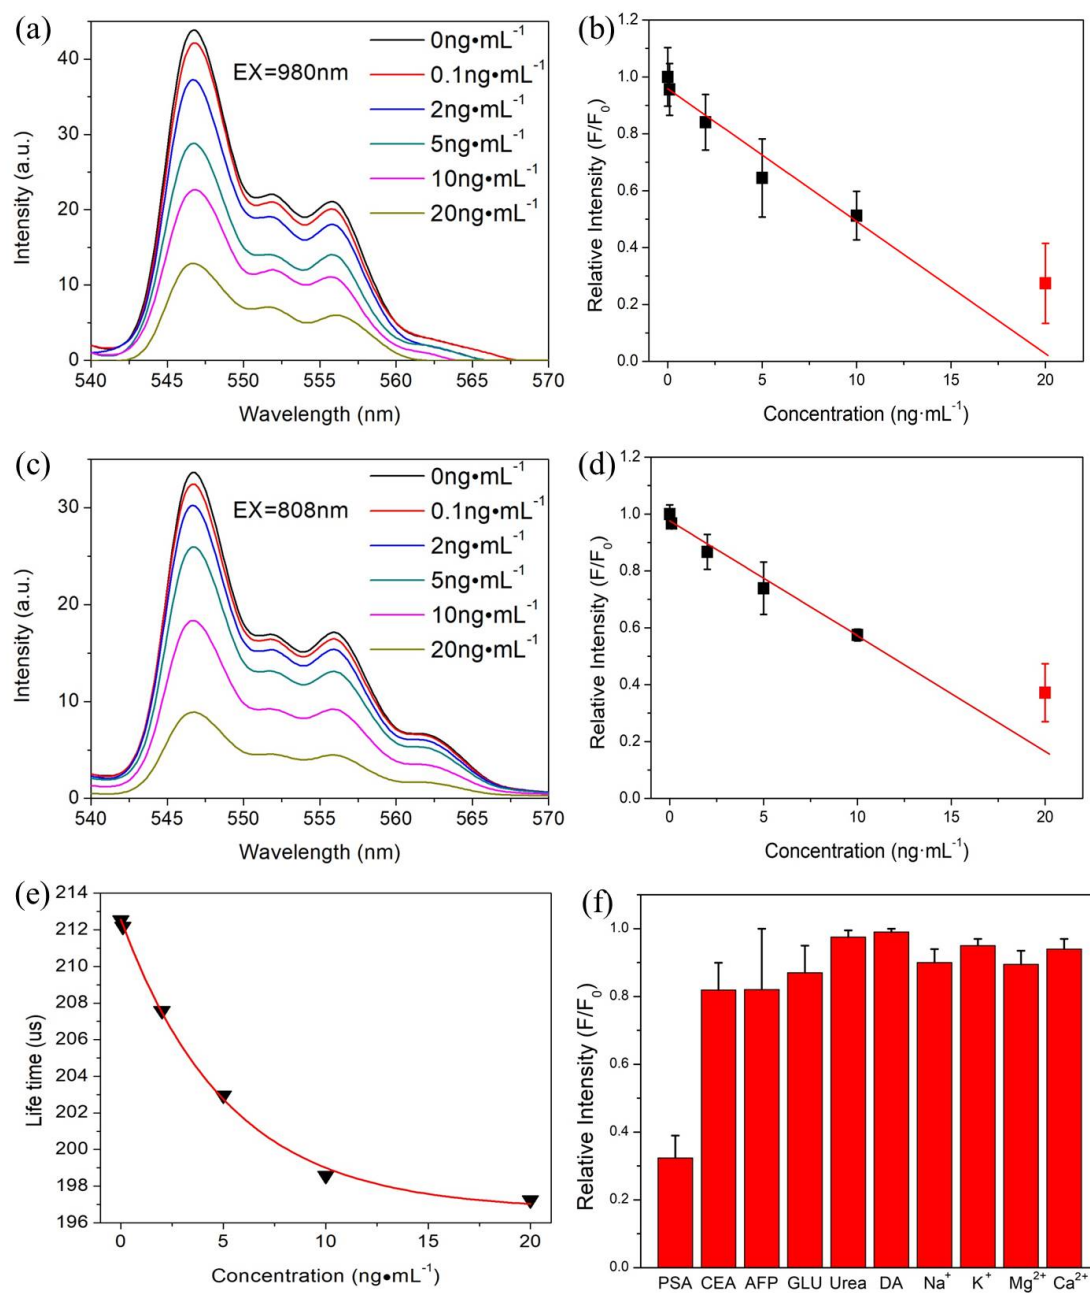 (a)
EX=980nm
0ng•mL⁻¹
0.1ng•mL⁻¹
2ng•mL⁻¹
5ng•mL⁻¹
10ng•mL⁻¹
20ng•mL⁻¹
40
30
20
10
0
Intensity (a.u.)
540 545 550 555 560 565 570
Wavelength (nm)
(b)
1.2
1.0
0.8
0.6
0.4
0.2
0.0
Relative Intensity (F/F₀)
0 5 10 15 20
Concentration (ng·mL⁻¹)
(c)
EX=808nm
0ng•mL⁻¹
0.1ng•mL⁻¹
2ng•mL⁻¹
5ng•mL⁻¹
10ng•mL⁻¹
20ng•mL⁻¹
30
20
10
0
Intensity (a.u.)
540 545 550 555 560 565 570
Wavelength (nm)
(d)
1.2
1.0
0.8
0.6
0.4
0.2
0.0
Relative Intensity (F/F₀)
0 5 10 15 20
Concentration (ng·mL⁻¹)
(e)
214
212
210
208
206
204
202
200
198
196
Life time (us)
0 5 10 15 20
Concentration (ng•mL⁻¹)
(f)
1.0
0.8
0.6
0.4
0.2
0.0
Relative Intensity (F/F₀)
PSA CEA AFP GLU Urea DA Na⁺ K⁺ Mg²⁺ Ca²⁺